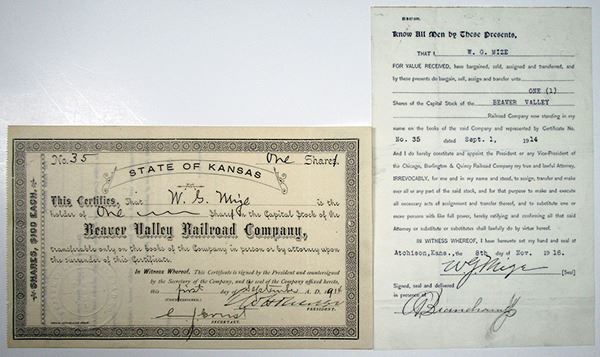 No. 35 One Share
STATE OF KANSAS
This Certifies, That W. G. Mize is the
holder of One Share in the Capital Stock of the
Beaver Valley Railroad Company,
transferable only on the books of the Company in person or by attorney upon
the surrender of this Certificate.
In Witness Whereof, This Certificate is signed by the President and countersigned
by the Secretary of the Company, and the seal of the Company affixed hereto,
this first day of September A. D. 1914
PRESIDENT.
SECRETARY.
SHARES, $100 EACH.
Know All Men by These Presents,
THAT I W. G. MIZE
FOR VALUE RECEIVED, have bargained, sold, assigned and transferred, and
by these presents do bargain, sell, assign and transfer unto
ONE (1)
Shares of the Capital Stock of the BEAVER VALLEY
Railroad Company now standing in
my name on the books of the said Company and represented by Certificate No.
No. 35 dated Sept. 1, 1914
And I do hereby constitute and appoint the President or any Vice-President
of the Chicago, Burlington & Quincy Railroad Company my true and lawful Attorney,
IRREVOCABLY, for me and in my name and stead, to assign, transfer and make
over all or any part of the said stock, and for that purpose to make and execute
all necessary acts of assignment and transfer thereof, and to substitute one or
more persons with like full power, hereby ratifying and confirming all that said
Attorney or substitute or substitutes shall lawfully do by virtue hereof.
IN WITNESS WHEREOF, I have hereunto set my hand and seal at
Atchison, Kans. the 8th day of Nov. 1916.
W G Mize [Seal]
Signed, sealed and delivered
in presence of